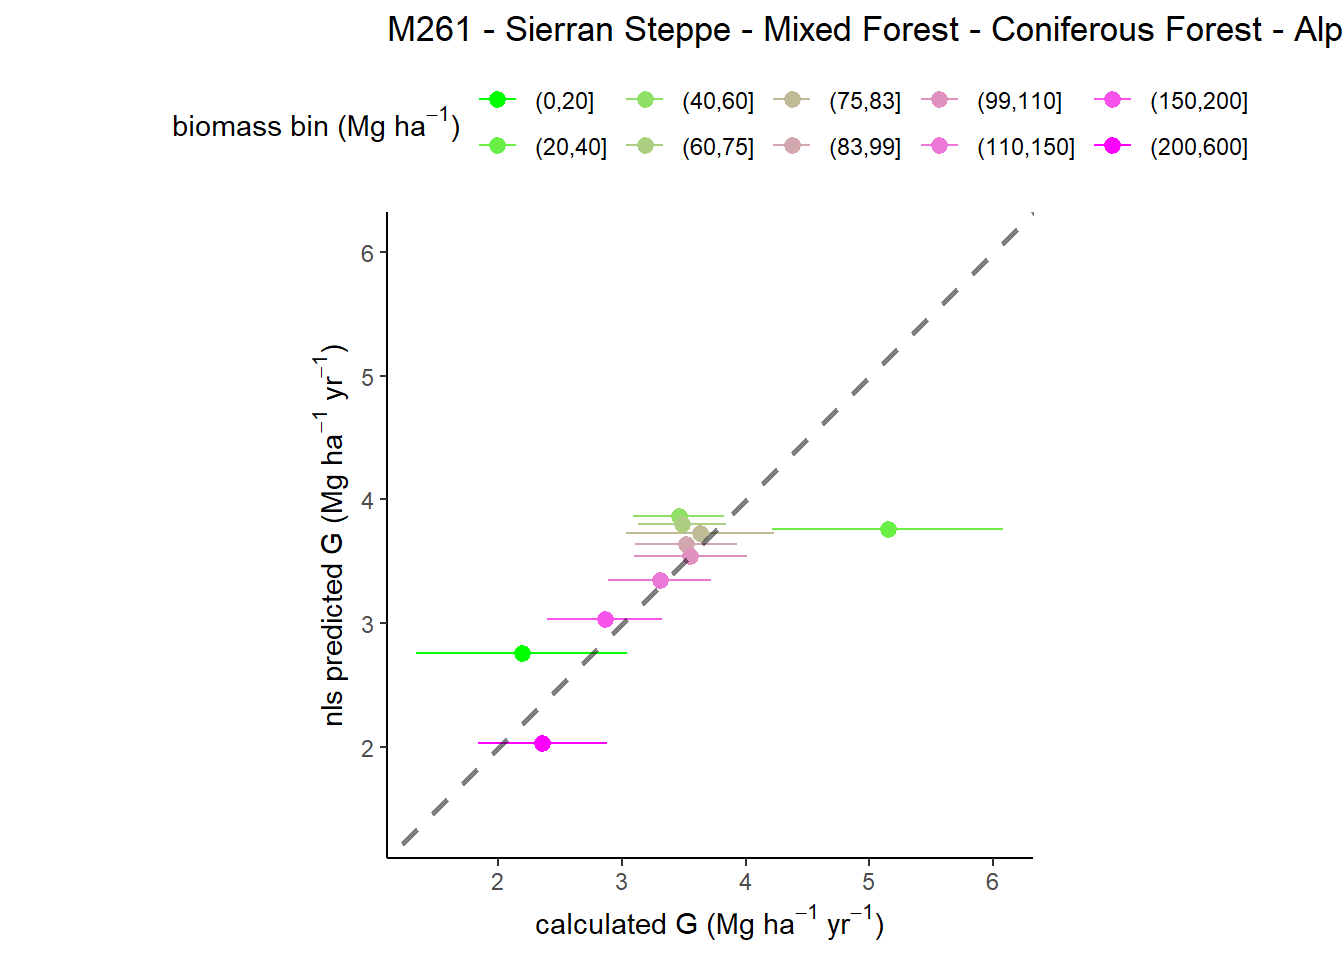 M261 - Sierran Steppe - Mixed Forest - Coniferous Forest - Alp
biomass bin (Mg ha⁻¹)
(0,20] (40,60] (75,83] (99,110] (150,200]
(20,40] (60,75] (83,99] (110,150] (200,600]
nls predicted G (Mg ha⁻¹ yr⁻¹)
6
5
4
3
2
2 3 4 5 6
calculated G (Mg ha⁻¹ yr⁻¹)